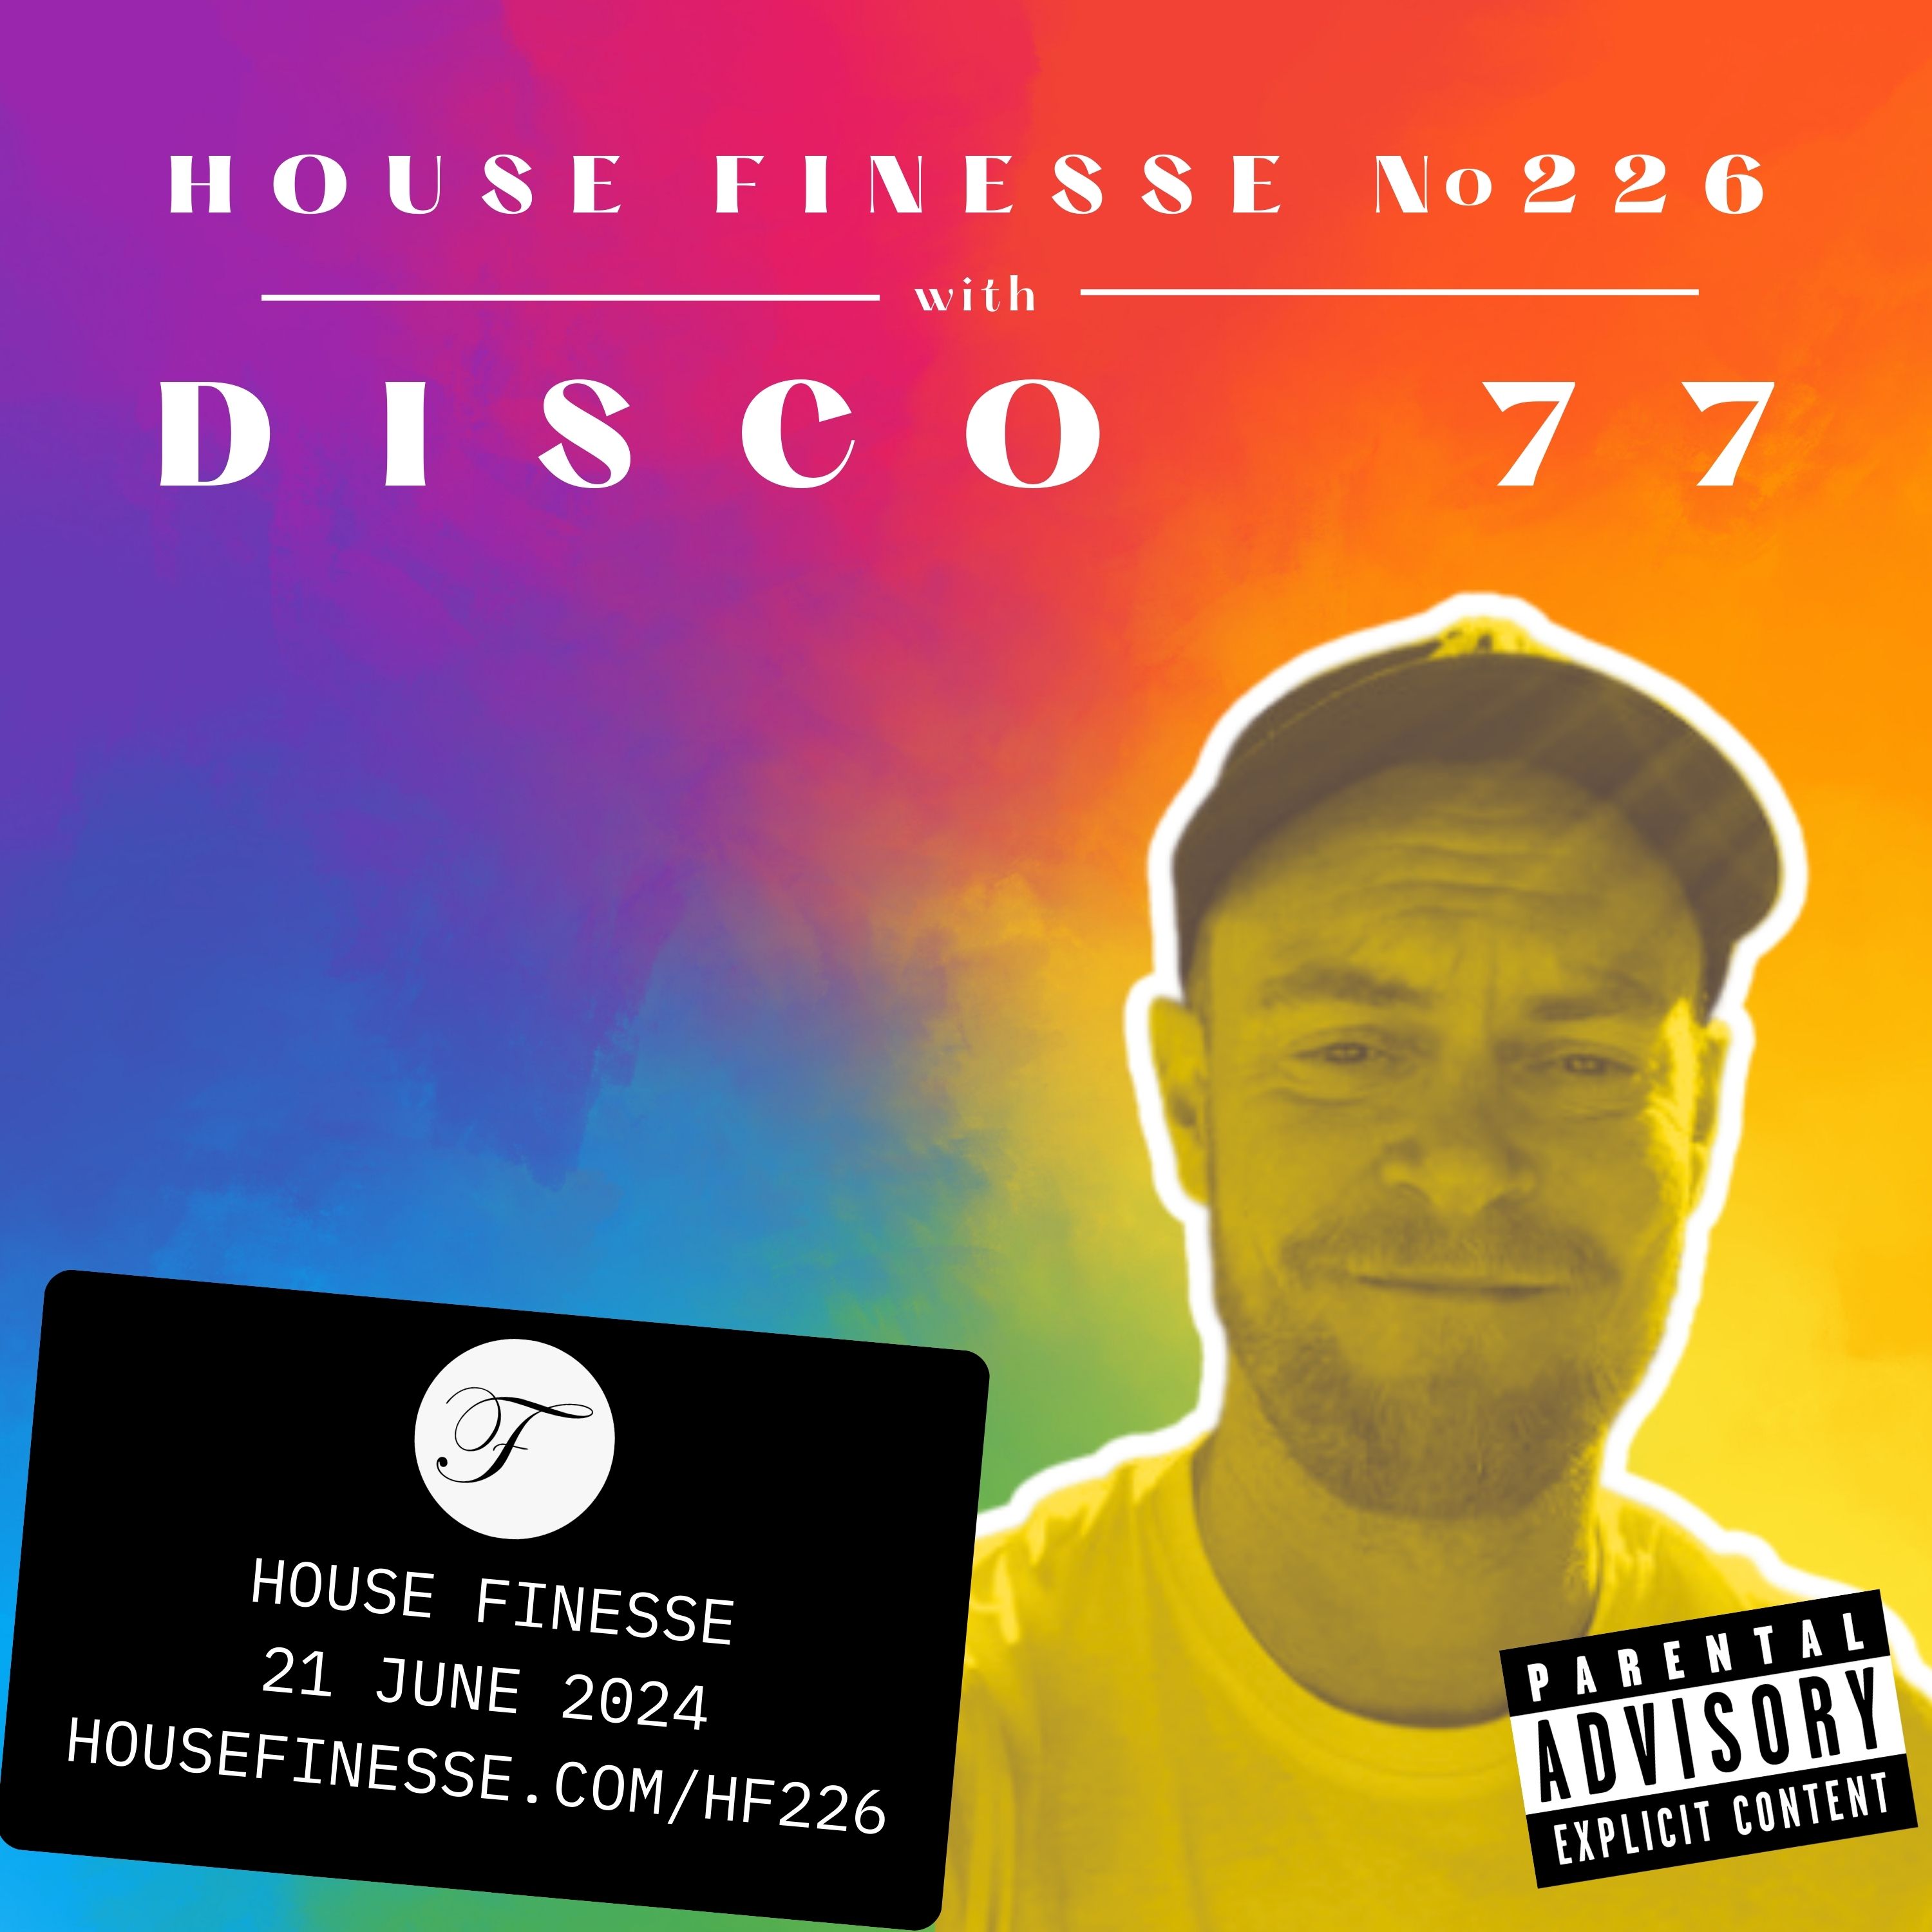 HOUSE FINESSE No226
with
DISCO 77
F
HOUSE FINESSE
21 JUNE 2024
HOUSEFINESSE.COM/HF226
PARENTAL
ADVISORY
EXPLICIT CONTENT